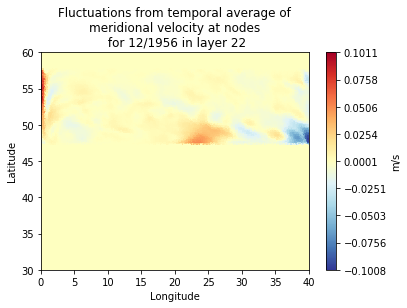 Fluctuations from temporal average of
meridional velocity at nodes
for 12/1956 in layer 22
60
55
50
45
40
35
30
Latitude
0 5 10 15 20 25 30 35 40
Longitude
0.1011
0.0758
0.0506
0.0254
0.0001
−0.0251
−0.0503
−0.0756
−0.1008
m/s